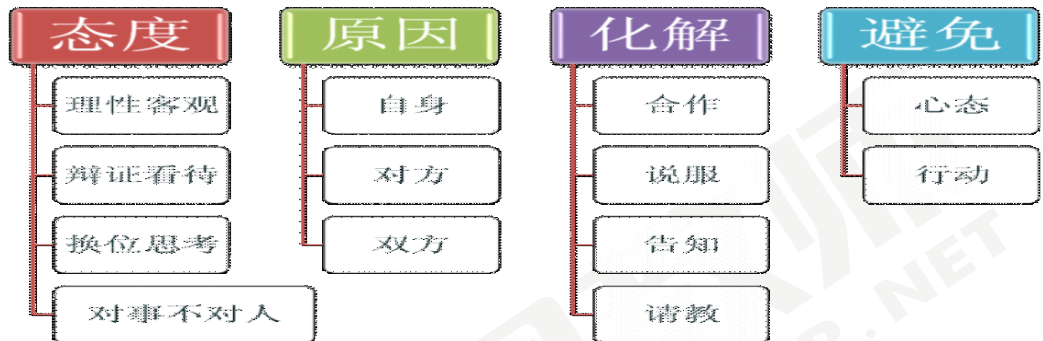 态度
理性客观
辩证看待
换位思考
对事不对人
原因
自身
对方
双方
化解
合作
说服
告知
请教
避免
心态
行动